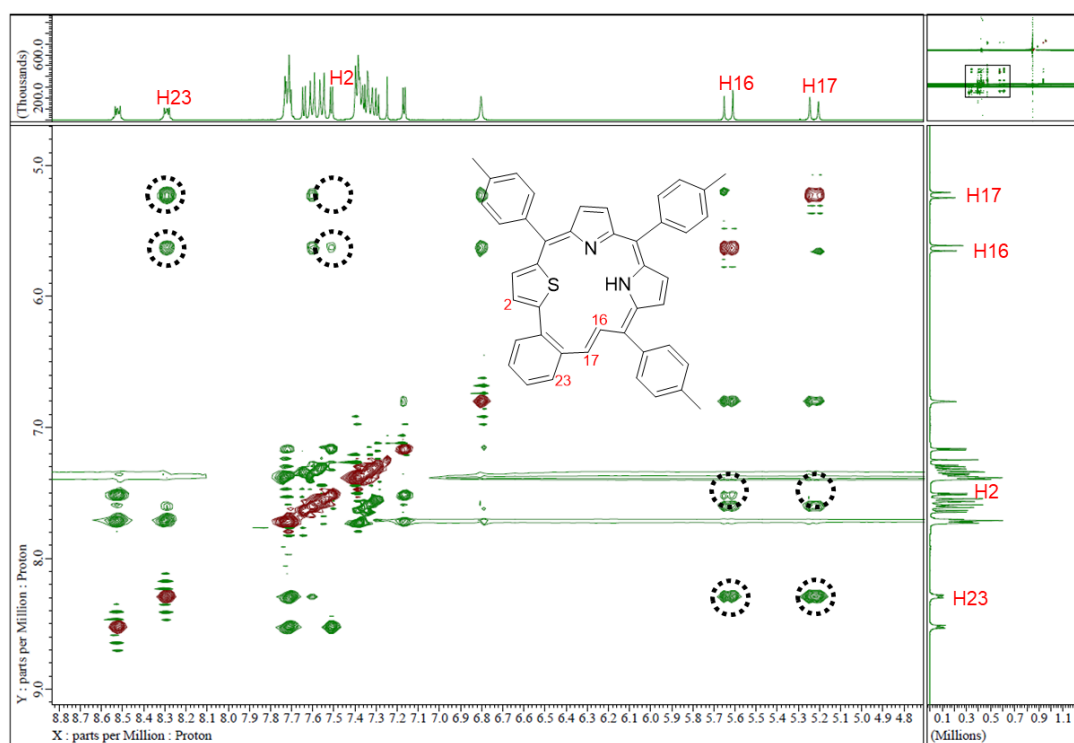 (Thousands)
200.0 600.0
H23
H2
H16
H17
5.0
6.0
7.0
8.0
9.0
Y : parts per Million : Proton
N
S
HN
2
16
17
23
H17
H16
H2
H23
8.8 8.7 8.6 8.5 8.4 8.3 8.2 8.1 8.0 7.9 7.8 7.7 7.6 7.5 7.4 7.3 7.2 7.1 7.0 6.9 6.8 6.7 6.6 6.5 6.4 6.3 6.2 6.1 6.0 5.9 5.8 5.7 5.6 5.5 5.4 5.3 5.2 5.1 5.0 4.9 4.8
X : parts per Million : Proton
0.1 0.3 0.5 0.7 0.9
(Millions)